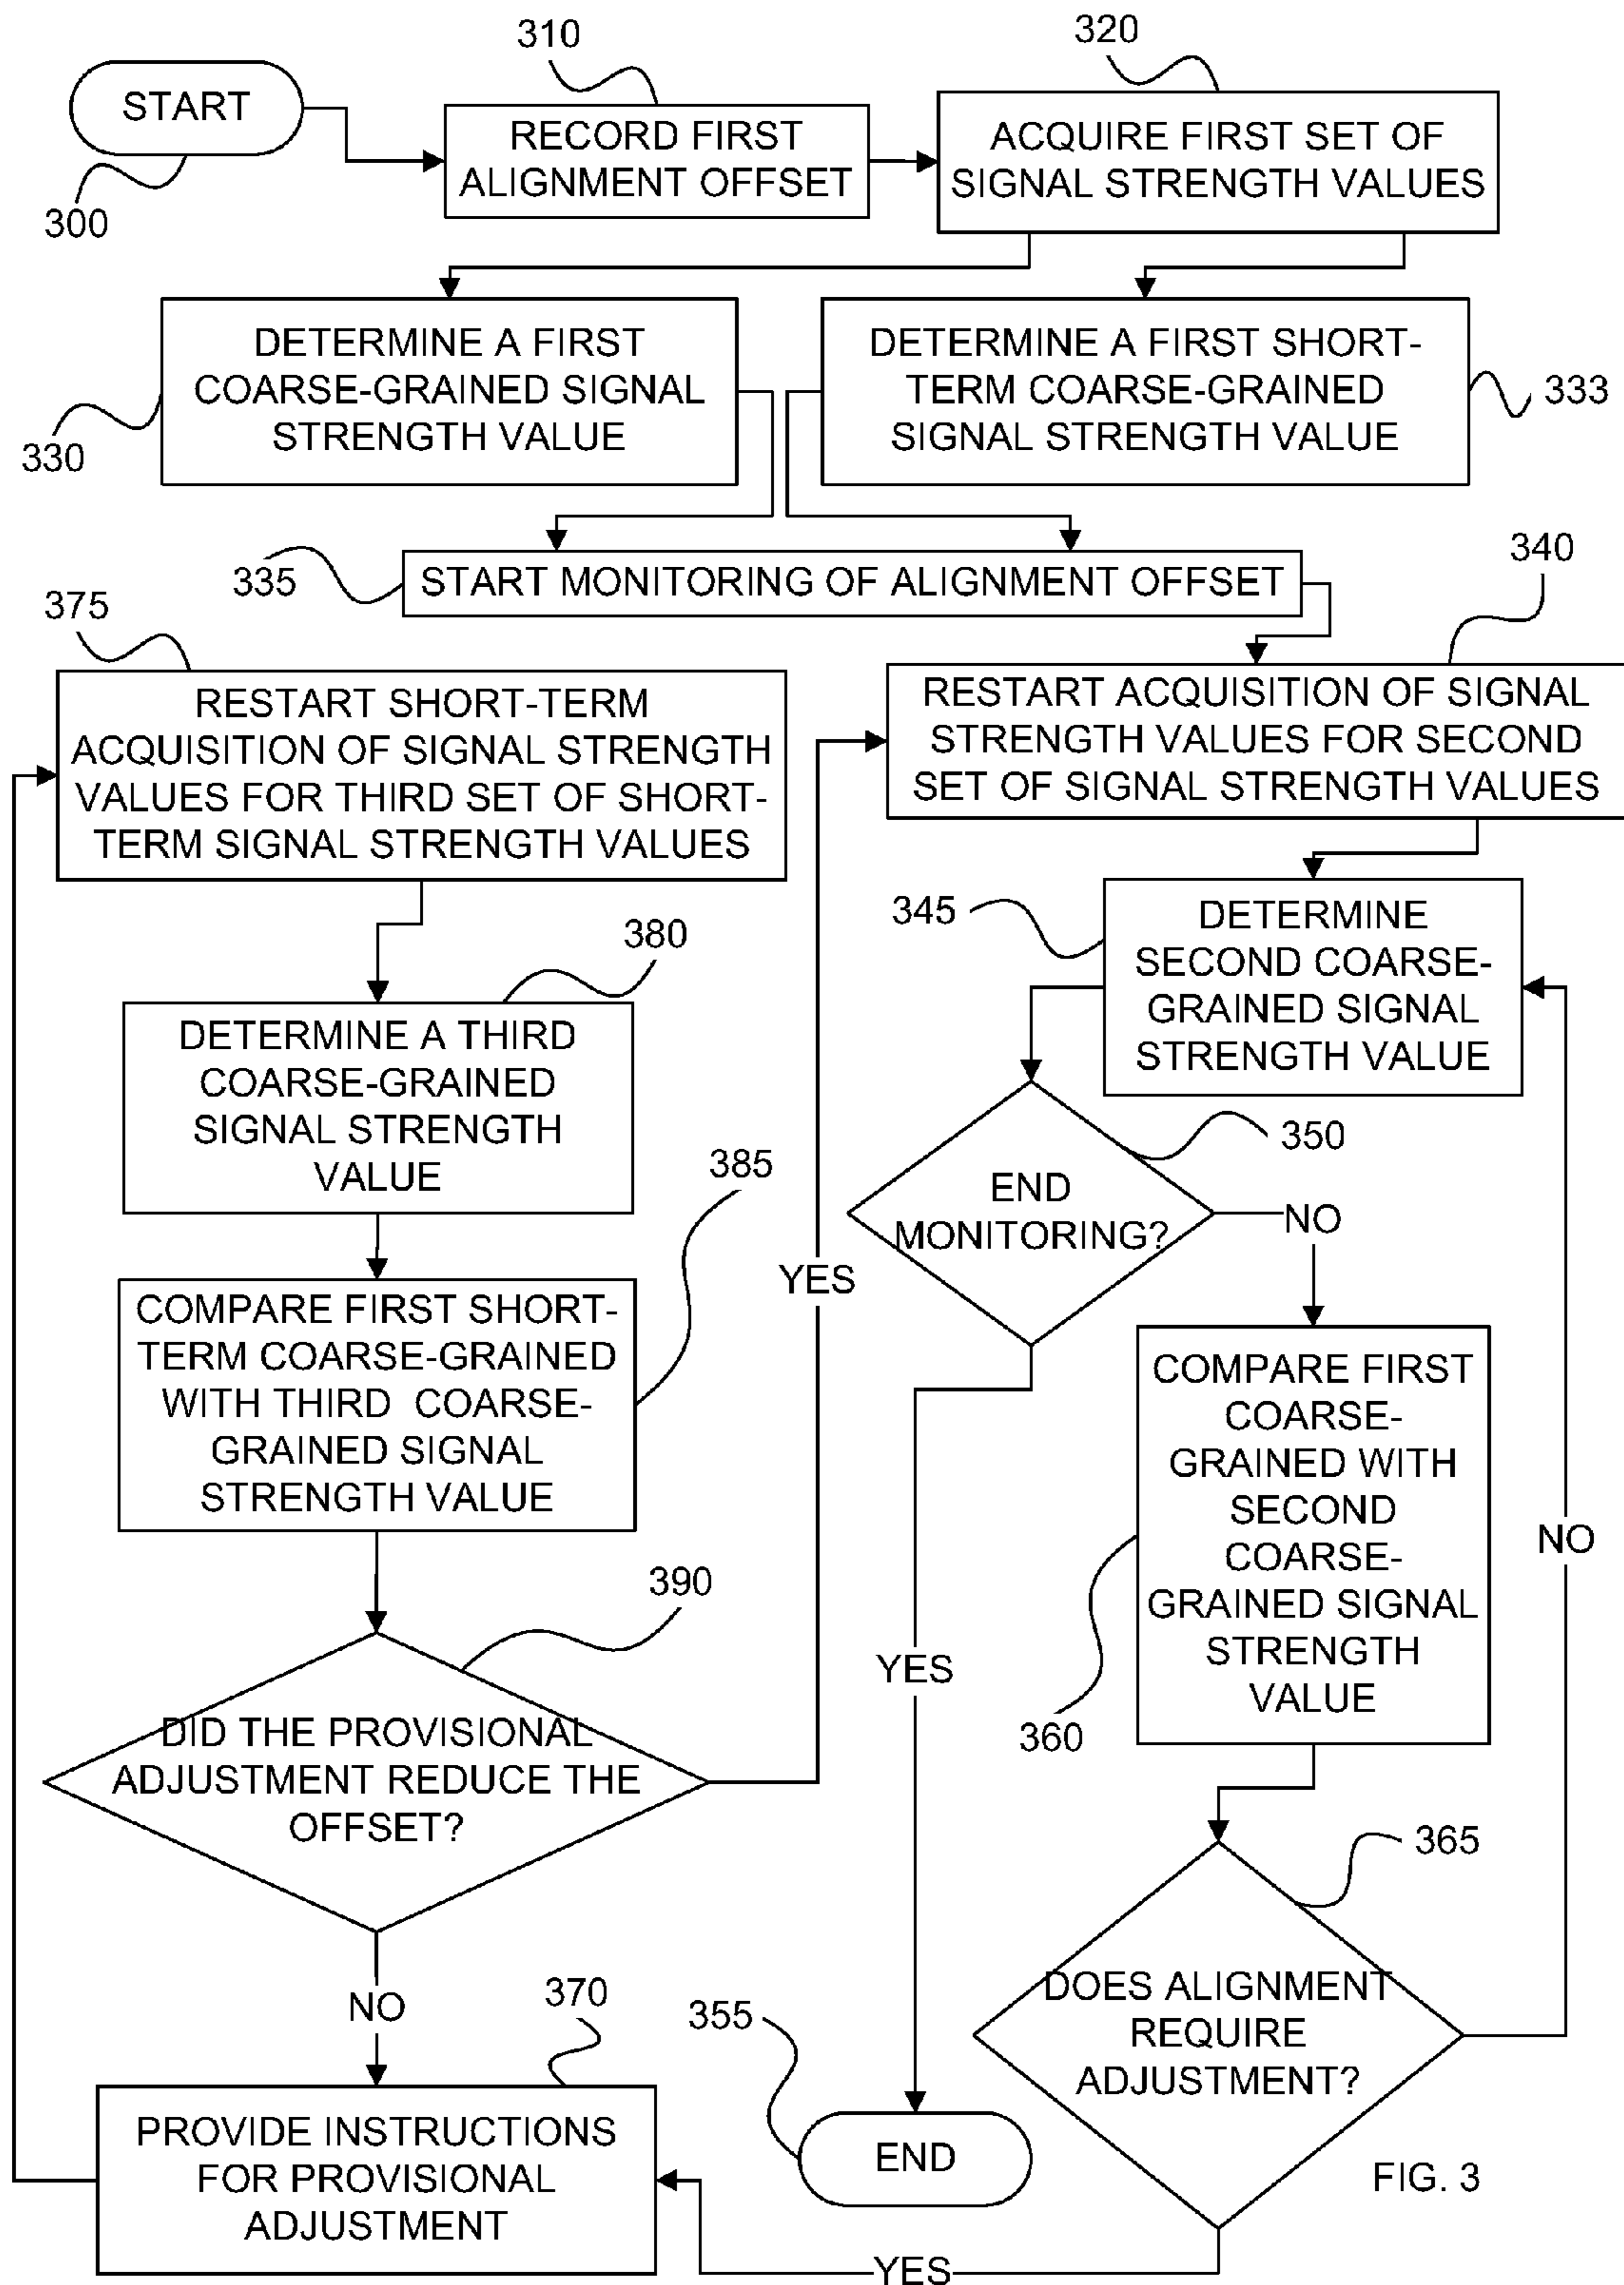 310
320
START
RECORD FIRST
ALIGNMENT OFFSET
ACQUIRE FIRST SET OF
SIGNAL STRENGTH VALUES
300
DETERMINE A FIRST
COARSE-GRAINED SIGNAL
STRENGTH VALUE
330
DETERMINE A FIRST SHORT-
TERM COARSE-GRAINED
SIGNAL STRENGTH VALUE
333
335
START MONITORING OF ALIGNMENT OFFSET
340
375
RESTART SHORT-TERM
ACQUISITION OF SIGNAL STRENGTH
VALUES FOR THIRD SET OF SHORT-
TERM SIGNAL STRENGTH VALUES
RESTART ACQUISITION OF SIGNAL
STRENGTH VALUES FOR SECOND
SET OF SIGNAL STRENGTH VALUES
345
DETERMINE
SECOND COARSE-
GRAINED SIGNAL
STRENGTH VALUE
380
DETERMINE A THIRD
COARSE-GRAINED
SIGNAL STRENGTH
VALUE
350
END
MONITORING?
NO
385
COMPARE FIRST SHORT-
TERM COARSE-GRAINED
WITH THIRD COARSE-
GRAINED SIGNAL
STRENGTH VALUE
YES
COMPARE FIRST
COARSE-
GRAINED WITH
SECOND
COARSE-
GRAINED SIGNAL
STRENGTH
VALUE
360
NO
390
DID THE PROVISIONAL
ADJUSTMENT REDUCE THE
OFFSET?
YES
365
DOES ALIGNMENT
REQUIRE
ADJUSTMENT?
NO
370
355
END
PROVIDE INSTRUCTIONS
FOR PROVISIONAL
ADJUSTMENT
YES
FIG. 3